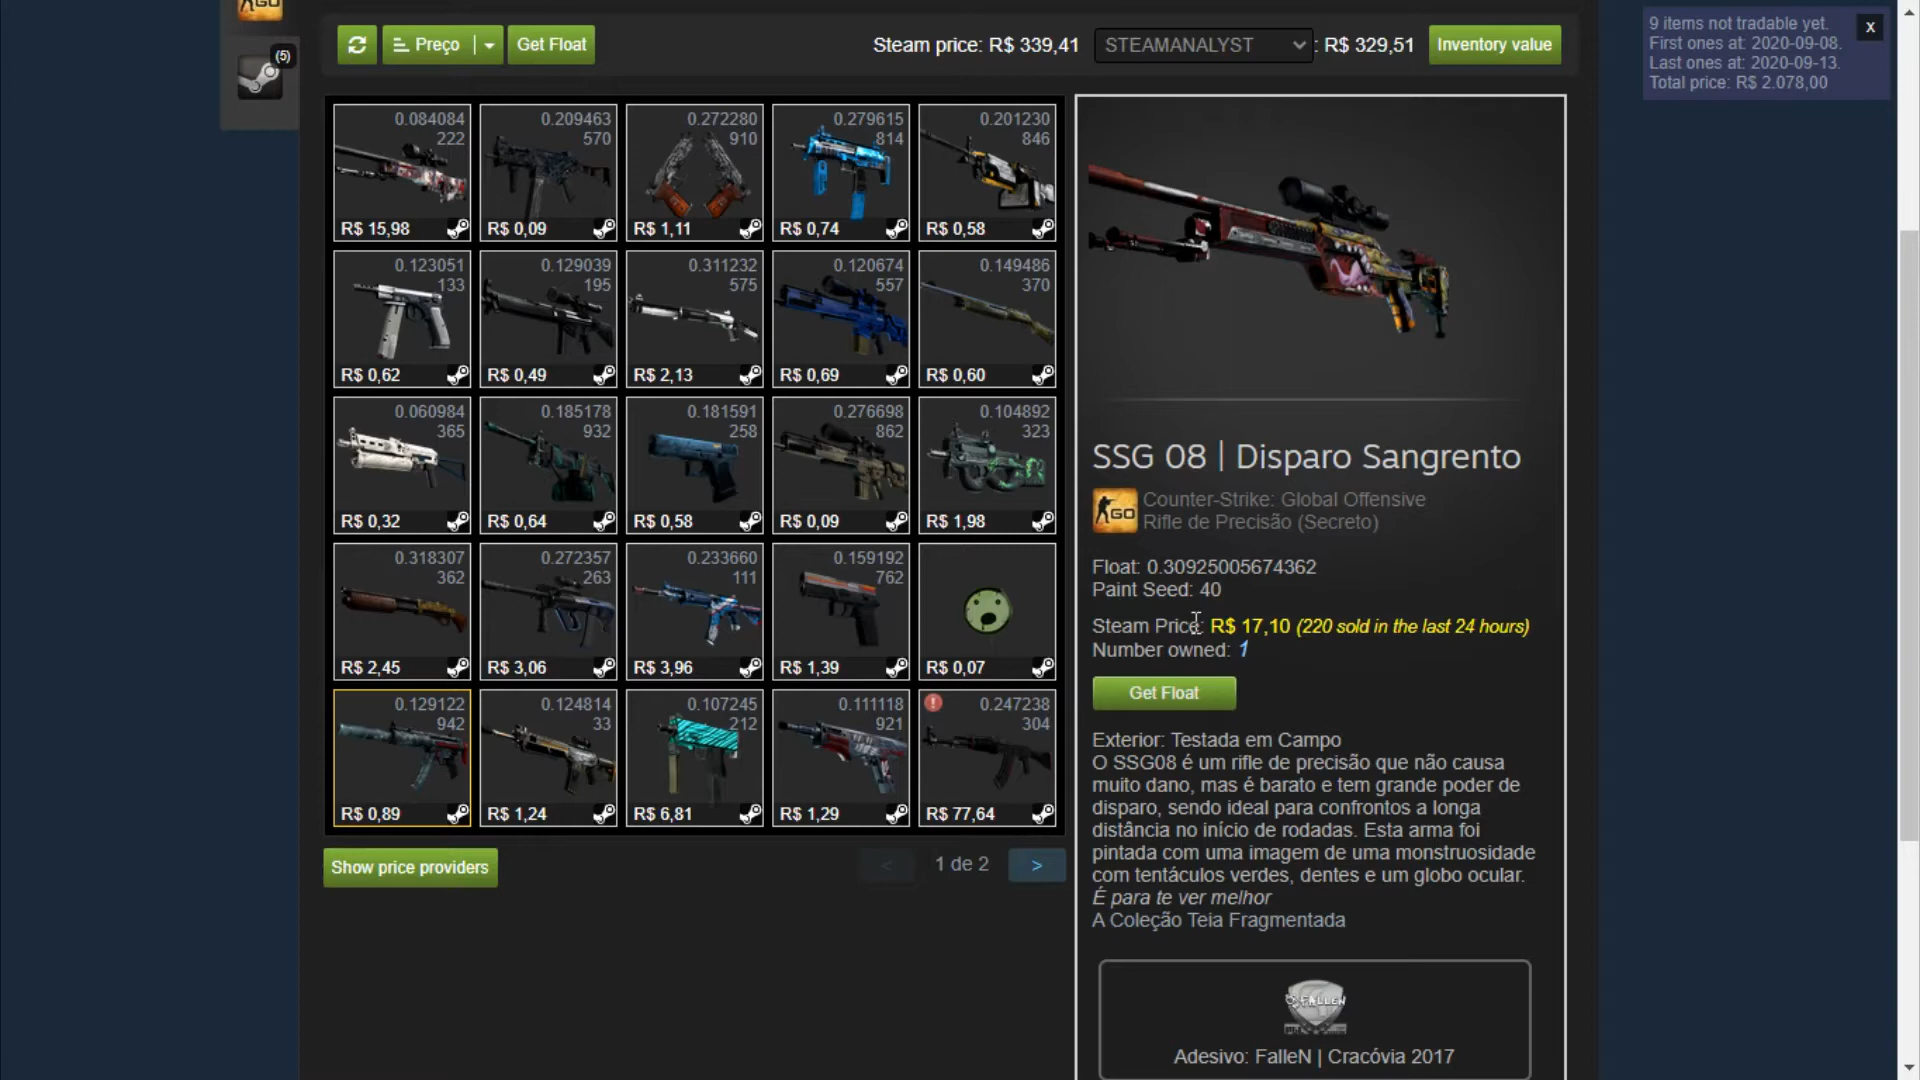 (5)
Preço
Get Float
Steam price: R$ 339,41
STEAMANALYST
: R$ 329,51
Inventory value
9 items not tradable yet.
First ones at: 2020-09-08.
Last ones at: 2020-09-13.
Total price: R$ 2.078,00
x
0.084084
222
R$ 15,98
0.209463
570
R$ 0,09
0.272280
910
R$ 1,11
0.279615
814
R$ 0,74
0.201230
846
R$ 0,58
0.123051
133
R$ 0,62
0.129039
195
R$ 0,49
0.311232
575
R$ 2,13
0.120674
557
R$ 0,69
0.149486
370
R$ 0,60
0.060984
365
R$ 0,32
0.185178
932
R$ 0,64
0.181591
258
R$ 0,58
0.276698
862
R$ 0,09
0.104892
323
R$ 1,98
0.318307
362
R$ 2,45
0.272357
263
R$ 3,06
0.233660
111
R$ 3,96
0.159192
762
R$ 1,39
R$ 0,07
0.129122
942
R$ 0,89
0.124814
33
R$ 1,24
0.107245
212
R$ 6,81
0.111118
921
R$ 1,29
0.247238
304
R$ 77,64
Show price providers
<
1 de 2
>
SSG 08 | Disparo Sangrento
GO
Counter-Strike: Global Offensive
Rifle de Precisão (Secreto)
Float: 0.30925005674362
Paint Seed: 40
Steam Price: R$ 17,10 (220 sold in the last 24 hours)
Number owned: 1
Get Float
Exterior: Testada em Campo
O SSG08 é um rifle de precisão que não causa
muito dano, mas é barato e tem grande poder de
disparo, sendo ideal para confrontos a longa
distância no início de rodadas. Esta arma foi
pintada com uma imagem de uma monstruosidade
com tentáculos verdes, dentes e um globo ocular.
É para te ver melhor
A Coleção Teia Fragmentada
FALLEN
Adesivo: FalleN | Cracóvia 2017